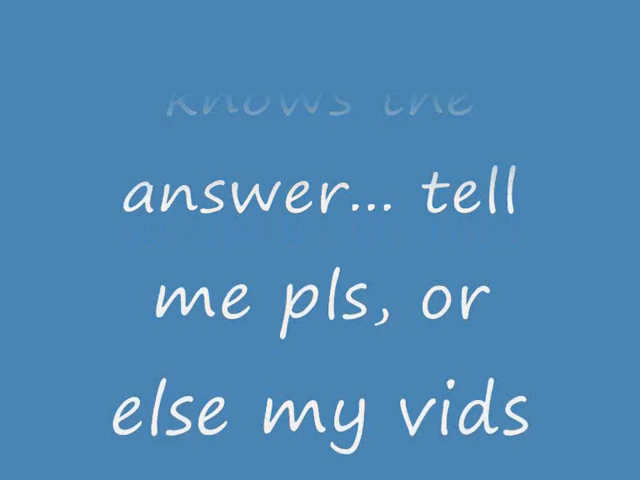 knows the
answer... tell
me pls, or
else my vids